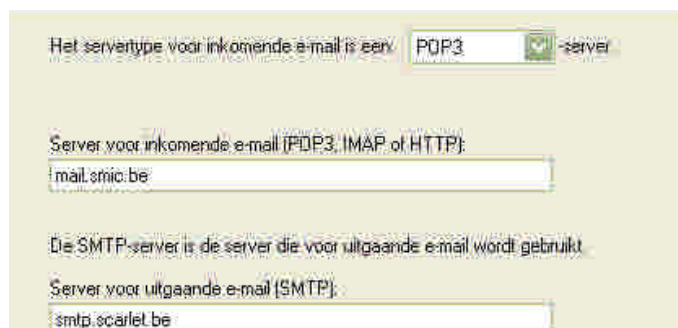 Het servertype voor inkomende e-mail is een: POP3 -server.
Server voor inkomende e-mail (POP3, IMAP of HTTP):
mail.smic.be
De SMTP-server is de server die voor uitgaande e-mail wordt gebruikt.
Server voor uitgaande e-mail (SMTP):
smtp.scarlet.be